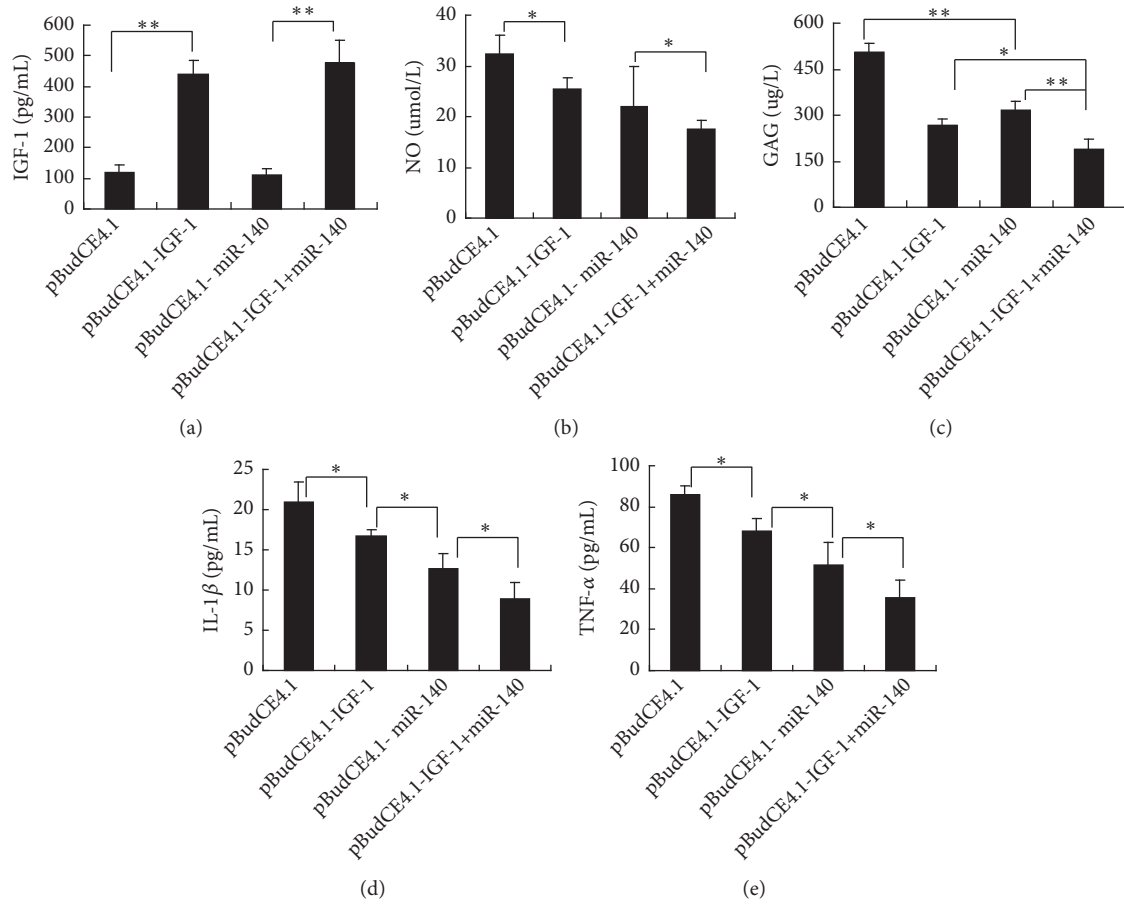 **
**
600
500
400
300
200
100
0
IGF-1 (pg/mL)
pBudCE4.1
pBudCE4.1-IGF-1
pBudCE4.1- miR-140
pBudCE4.1-IGF-1+miR-140
(a)
*
*
40
30
20
10
0
NO (umol/L)
pBudCE4.1
pBudCE4.1-IGF-1
pBudCE4.1- miR-140
pBudCE4.1-IGF-1+miR-140
(b)
**
*
**
600
450
300
150
0
GAG (ug/L)
pBudCE4.1
pBudCE4.1-IGF-1
pBudCE4.1- miR-140
pBudCE4.1-IGF-1+miR-140
(c)
*
*
*
25
20
15
10
5
0
IL-1β (pg/mL)
pBudCE4.1
pBudCE4.1-IGF-1
pBudCE4.1- miR-140
pBudCE4.1-IGF-1+miR-140
(d)
*
*
*
100
80
60
40
20
0
TNF-α (pg/mL)
pBudCE4.1
pBudCE4.1-IGF-1
pBudCE4.1- miR-140
pBudCE4.1-IGF-1+miR-140
(e)